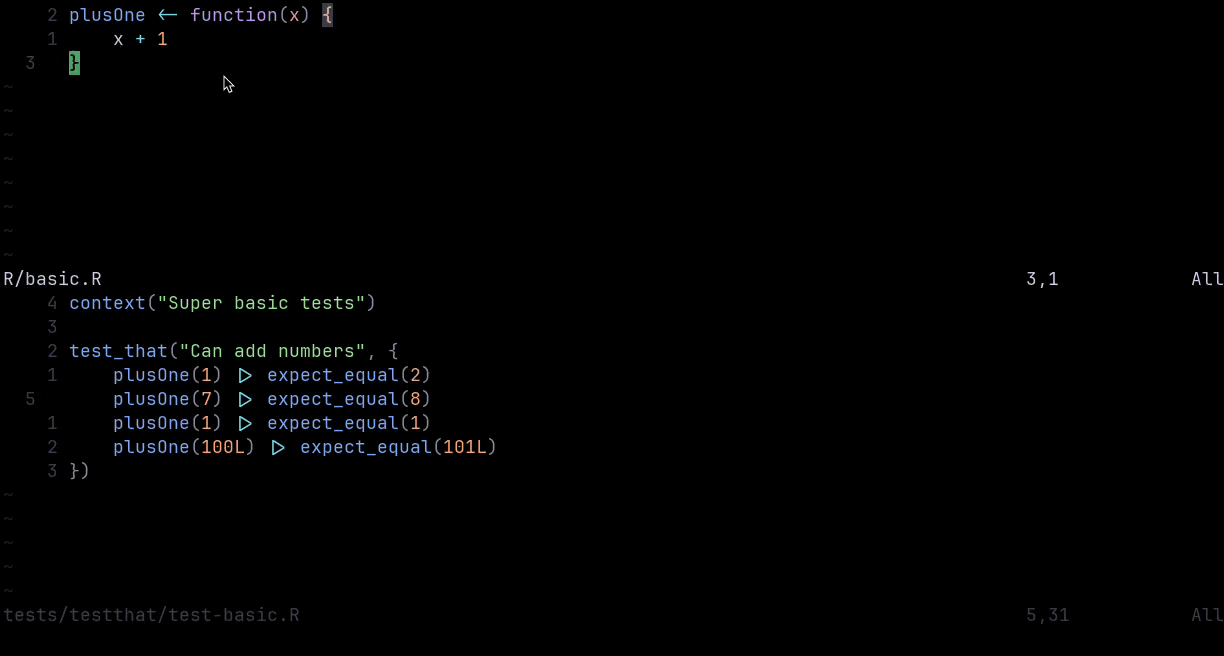 2 plusOne <- function(x) {
1     x + 1
3 }
~
~
~
~
~
~
~
~
R/basic.R 3,1 All
4 context("Super basic tests")
3
2 test_that("Can add numbers", {
1     plusOne(1) |> expect_equal(2)
5     plusOne(7) |> expect_equal(8)
1     plusOne(1) |> expect_equal(1)
2     plusOne(100L) |> expect_equal(101L)
3 })
~
~
~
~
~
tests/testthat/test-basic.R 5,31 All